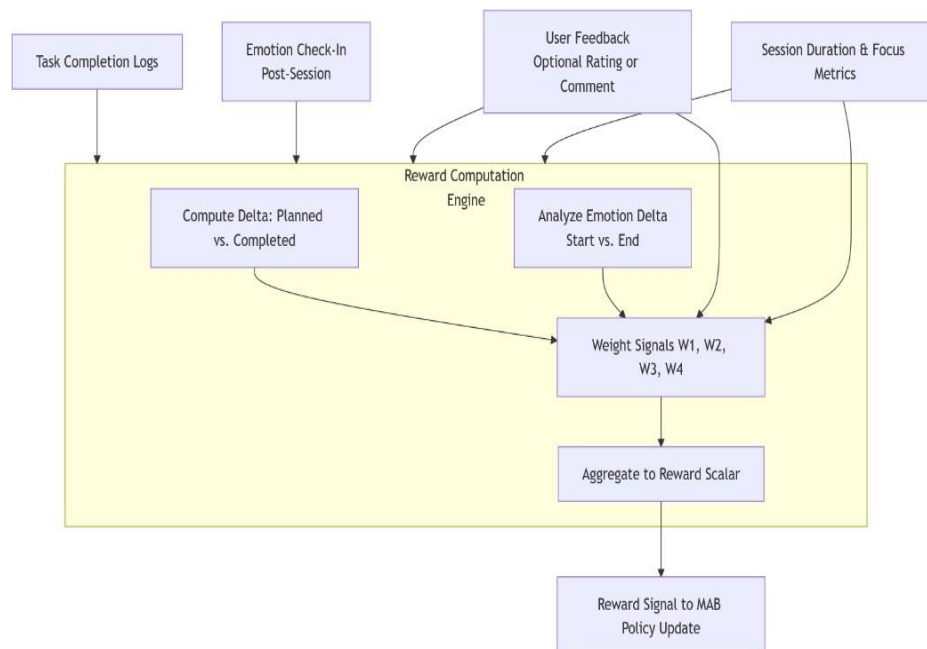 Task Completion Logs
Emotion Check-In
Post-Session
User Feedback
Optional Rating or
Comment
Session Duration & Focus
Metrics
Reward Computation
Engine
Compute Delta: Planned
vs. Completed
Analyze Emotion Delta
Start vs. End
Weight Signals W1, W2,
W3, W4
Aggregate to Reward Scalar
Reward Signal to MAB
Policy Update